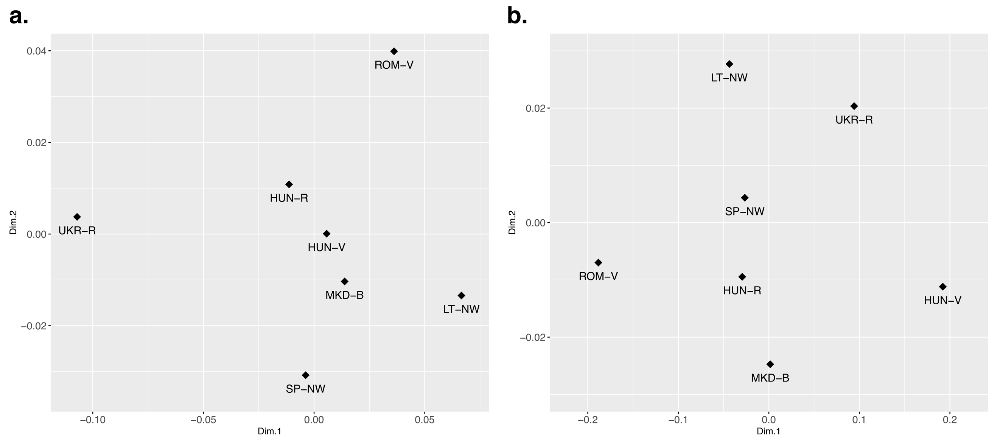 a.
0.04
0.02
0.00
−0.02
Dim.2
ROM−V
HUN−R
UKR−R
HUN−V
MKD−B
LT−NW
SP−NW
−0.10
−0.05
0.00
0.05
Dim.1
b.
0.02
0.00
−0.02
Dim.2
LT−NW
UKR−R
SP−NW
ROM−V
HUN−R
HUN−V
MKD−B
−0.2
−0.1
0.0
0.1
0.2
Dim.1